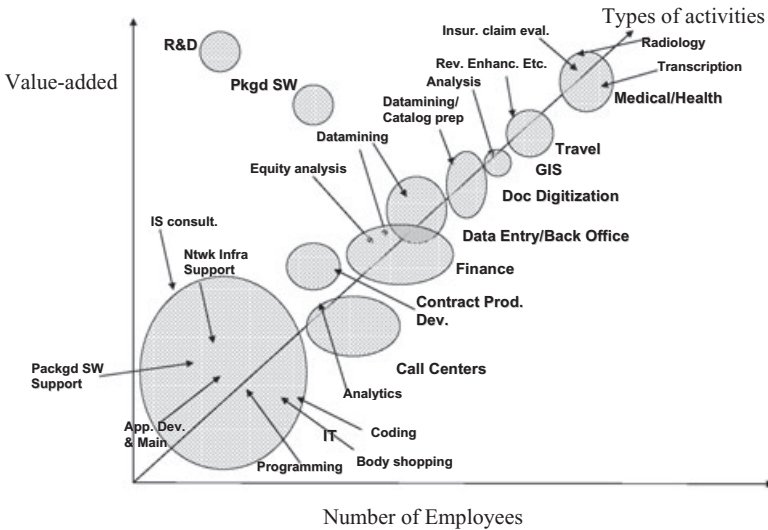 Types of activities
Insur. claim eval.
R&D
Radiology
Rev. Enhanc. Etc.
Transcription
Value-added
Pkgd SW
Analysis
Medical/Health
Datamining/
Catalog prep
Datamining
Travel
Equity analysis
GIS
Doc Digitization
IS consult.
Data Entry/Back Office
Ntwk Infra
Support
Finance
Contract Prod.
Dev.
Packgd SW
Support
Call Centers
Analytics
App. Dev.
& Main
IT
Coding
Programming
Body shopping
Number of Employees